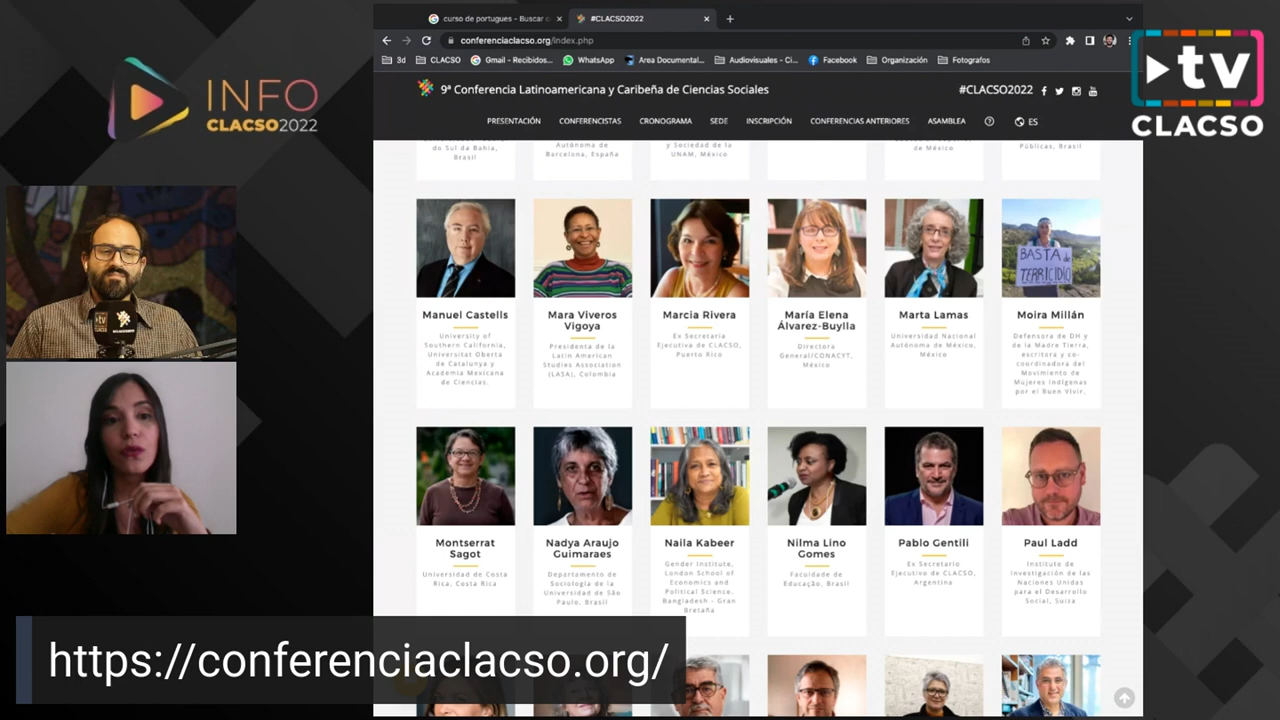 curso de portugues - Buscar c
#CLACSO2022
conferenciaclacso.org/index.php
3d
CLACSO
Gmail - Recibidos...
WhatsApp
Area Documental...
Audiovisuales - Ci...
Facebook
Organización
Fotografos
INFO
CLACSO2022
tv
CLACSO
9ª Conferencia Latinoamericana y Caribeña de Ciencias Sociales
#CLACSO2022
PRESENTACIÓN
CONFERENCISTAS
CRONOGRAMA
SEDE
INSCRIPCIÓN
CONFERENCIAS ANTERIORES
ASAMBLEA
ES
do Sul da Bahia,
Brasil
Autónoma de
Barcelona, España
y Sociedad de la
UNAM, México
de México
Públicas, Brasil
BASTA
TERRICIDIO
Manuel Castells
University of
Southern California,
Universitat Oberta
de Catalunya y
Academia Mexicana
de Ciencias.
Mara Viveros
Vigoya
Presidenta de la
Latin American
Studies Association
(LASA), Colombia
Marcia Rivera
Ex Secretaria
Ejecutiva de CLACSO,
Puerto Rico
María Elena
Álvarez-Buylla
Directora
General/CONACYT,
México
Marta Lamas
Universidad Nacional
Autónoma de México,
México
Moira Millán
Defensora de DH y
de la Madre Tierra,
escritora y co-
coordinadora del
Movimiento de
Mujeres Indígenas
por el Buen Vivir.
tv
CLACSO
Montserrat
Sagot
Universidad de Costa
Rica, Costa Rica
Nadya Araujo
Guimaraes
Departamento de
Sociología de la
Universidad de São
Paulo, Brasil
Naila Kabeer
Gender Institute,
London School of
Economics and
Political Science.
Bangladesh - Gran
Bretaña
Nilma Lino
Gomes
Faculdade de
Educação, Brasil
Pablo Gentili
Ex Secretario
Ejecutivo de CLACSO,
Argentina
Paul Ladd
Instituto de
Investigación de las
Naciones Unidas
para el Desarrollo
Social, Suiza
https://conferenciaclacso.org/